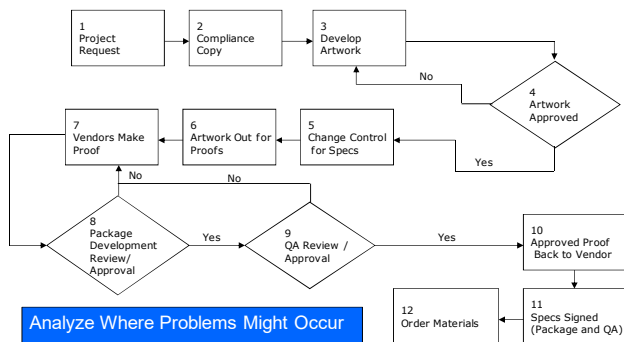 1
Project
Request
2
Compliance
Copy
3
Develop
Artwork
No
4
Artwork
Approved
Yes
5
Change Control
for Specs
6
Artwork Out for
Proofs
7
Vendors Make
Proof
No
No
8
Package
Development
Review/
Approval
Yes
9
QA Review /
Approval
Yes
10
Approved Proof
Back to Vendor
11
Specs Signed
(Package and QA)
12
Order Materials
Analyze Where Problems Might Occur